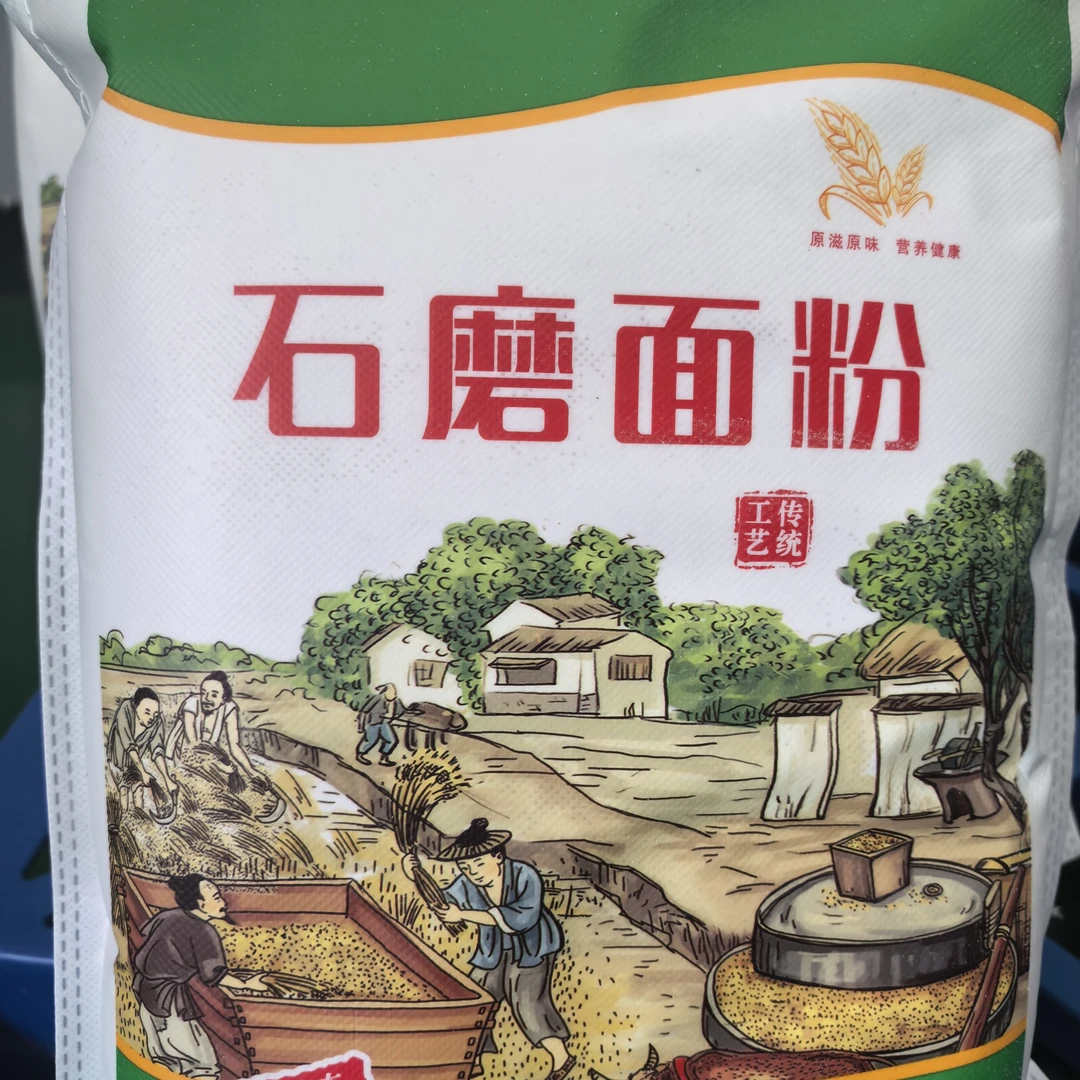 原滋原味 营养健康
石磨面粉
传统
工艺